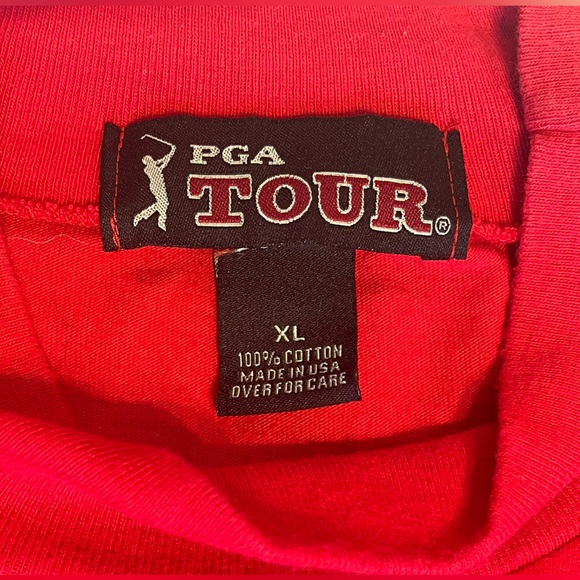 PGA
TOUR®
XL
100% COTTON
MADE IN USA
OVER FOR CARE